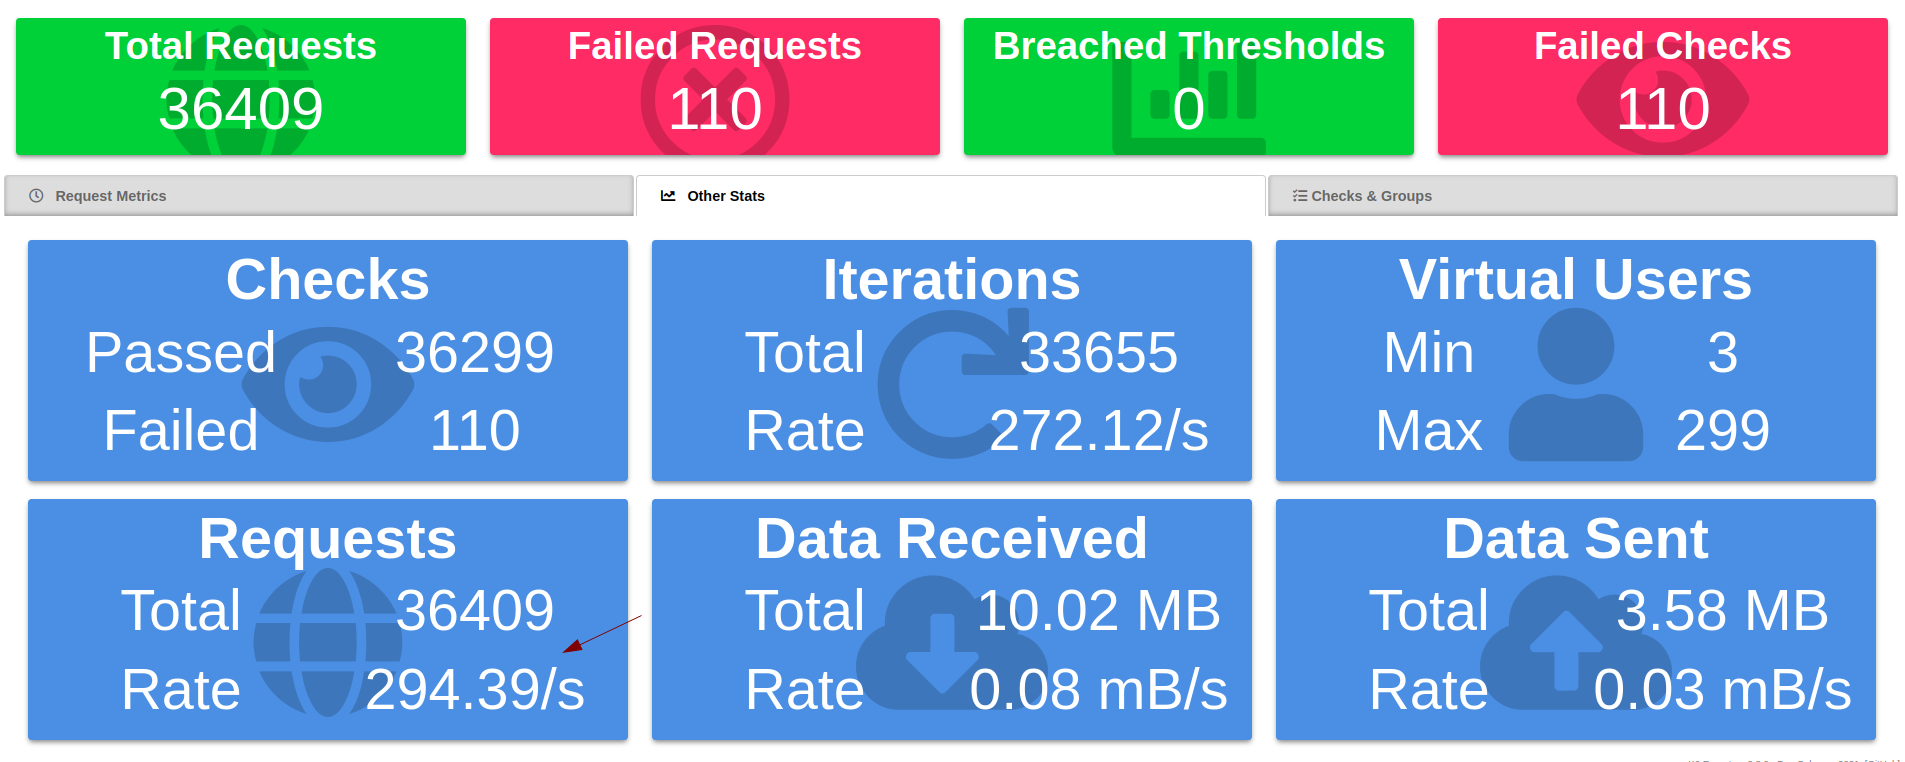 Total Requests
36409
Failed Requests
110
Breached Thresholds
0
Failed Checks
110
Request Metrics
Other Stats
Checks & Groups
Checks
Passed 36299
Failed 110
Iterations
Total 33655
Rate 272.12/s
Virtual Users
Min 3
Max 299
Requests
Total 36409
Rate 294.39/s
Data Received
Total 10.02 MB
Rate 0.08 mB/s
Data Sent
Total 3.58 MB
Rate 0.03 mB/s